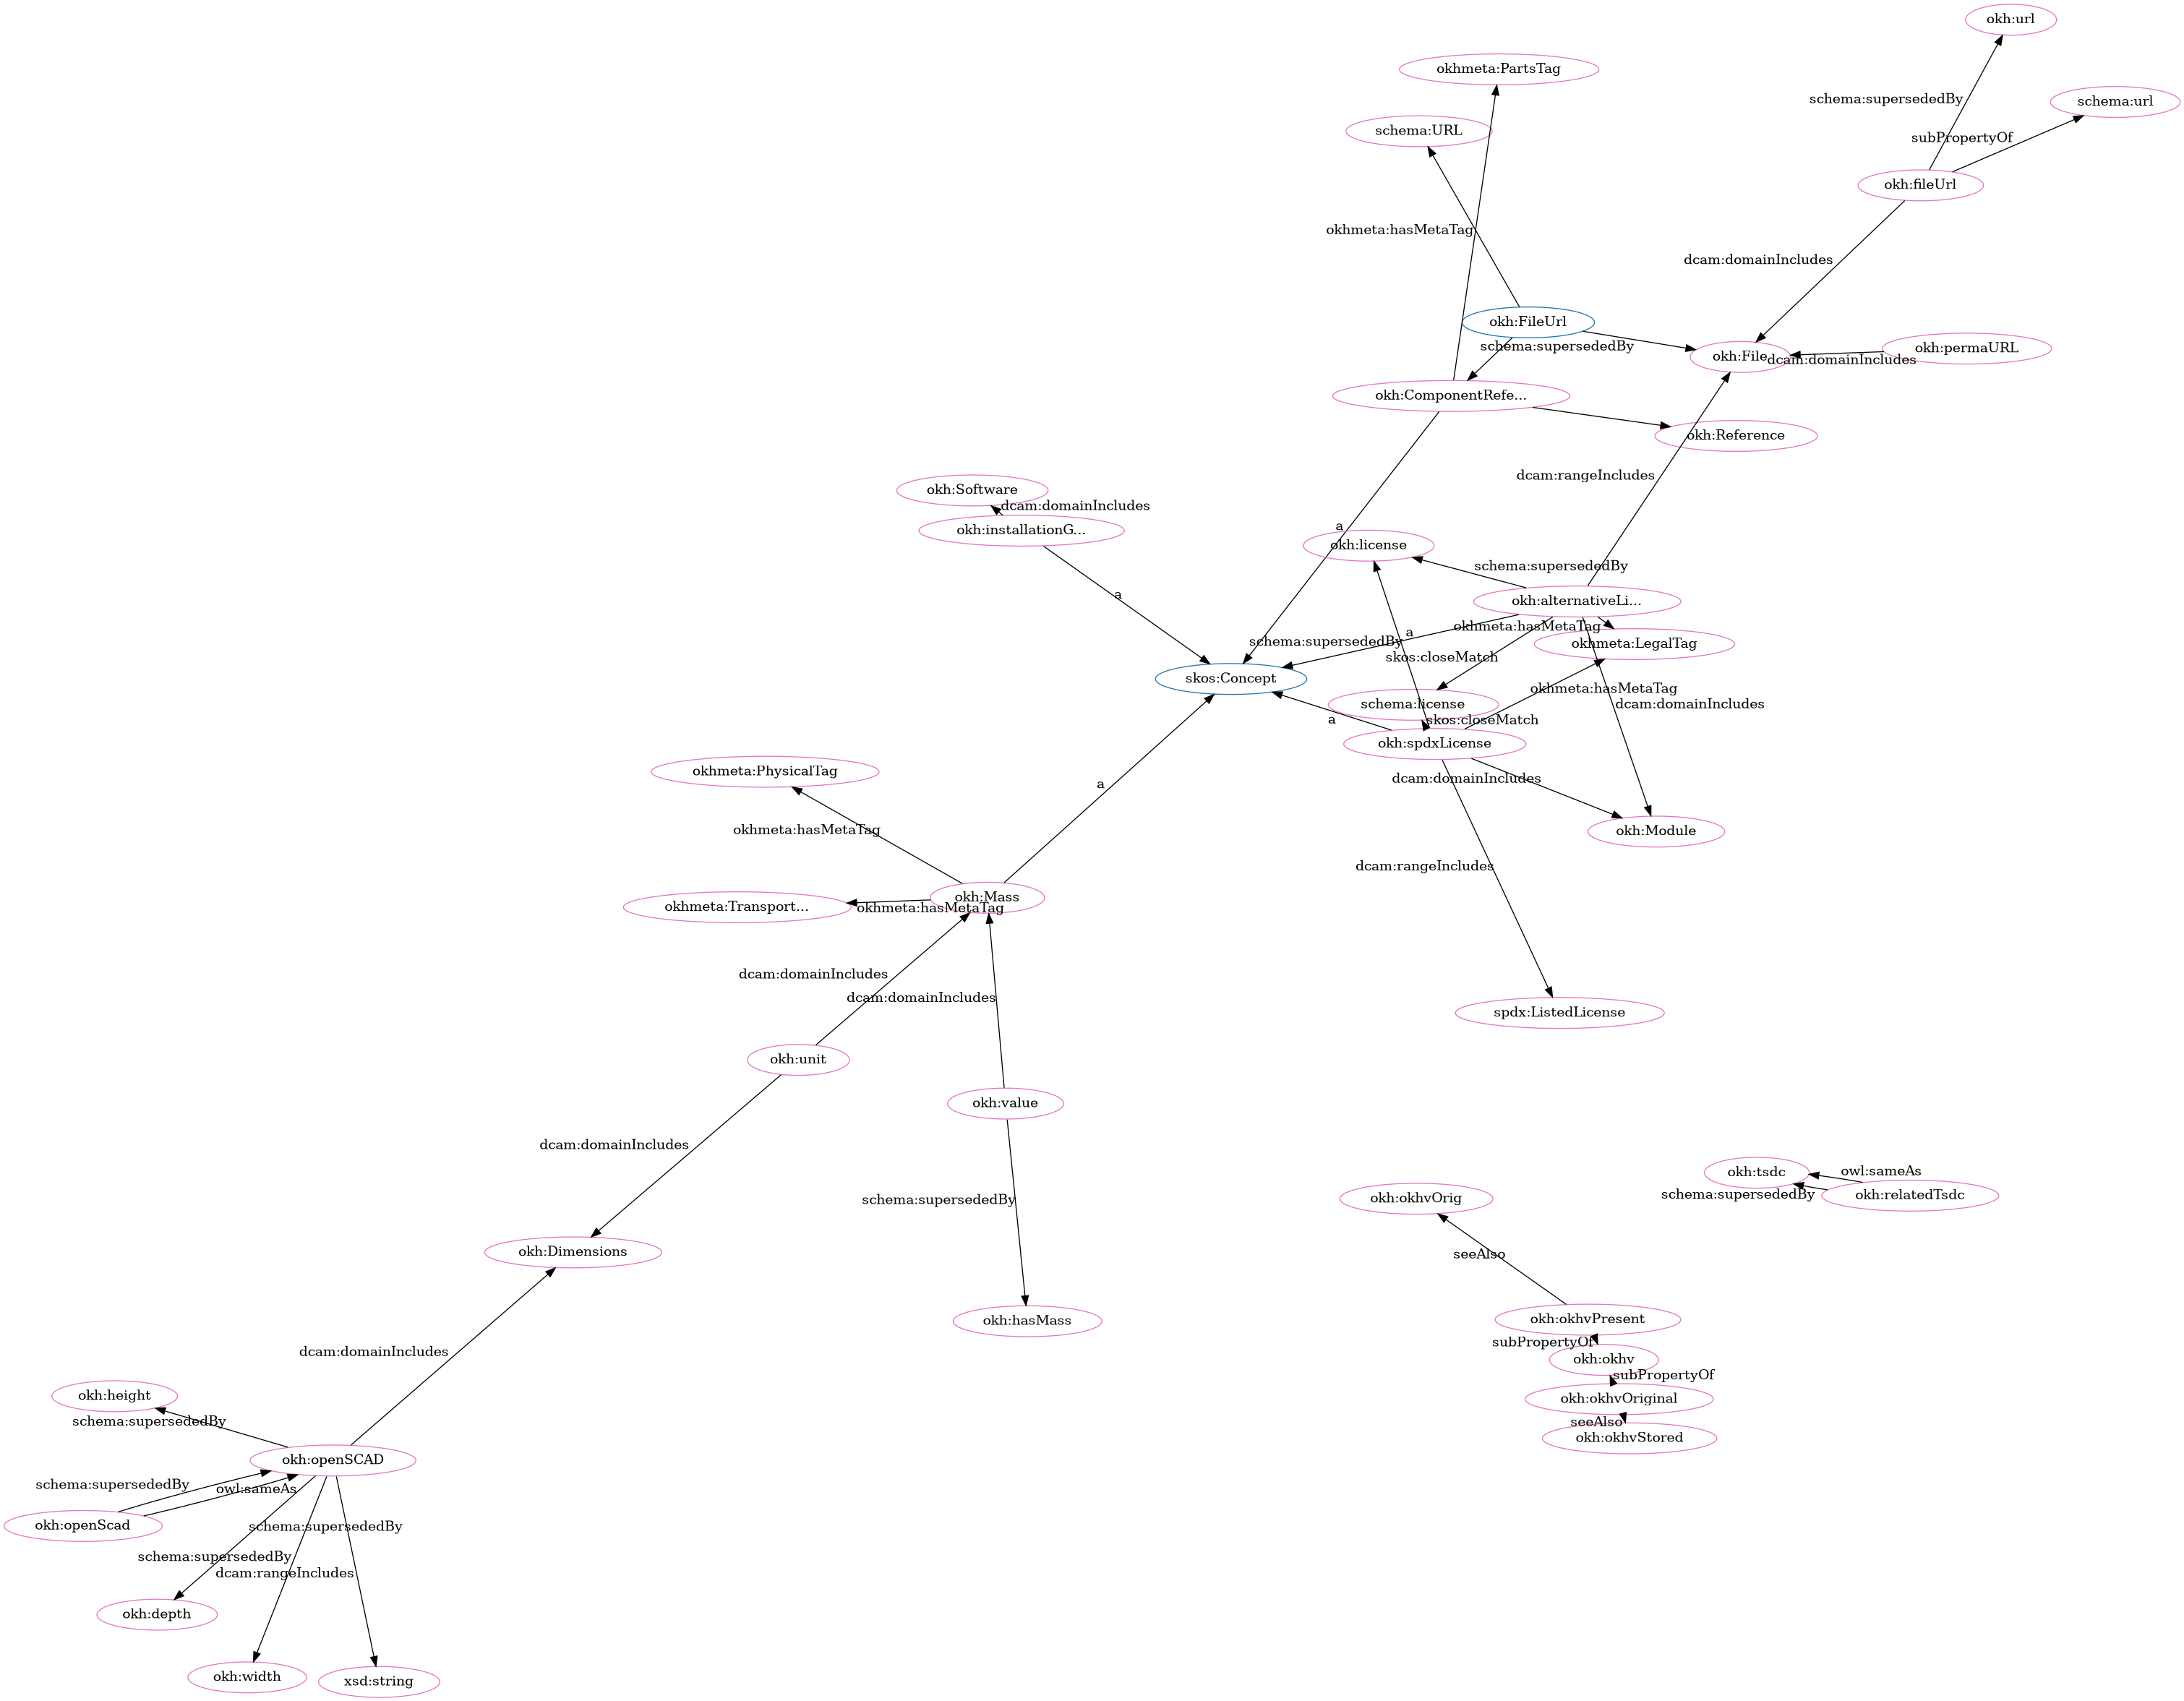 okh:url
okhmeta:PartsTag
schema:supersededBy
schema:url
schema:URL
subPropertyOf
okh:fileUrl
okhmeta:hasMetaTag
dcam:domainIncludes
okh:FileUrl
schema:supersededBy
okh:File
dcam:domainIncludes
okh:permaURL
okh:ComponentRefe...
okh:Reference
dcam:rangeIncludes
okh:Software
dcam:domainIncludes
okh:installationG...
a
okh:license
schema:supersededBy
a
okh:alternativeLi...
okhmeta:hasMetaTag
a
a
schema:supersededBy
okhmeta:LegalTag
skos:closeMatch
skos:Concept
okhmeta:hasMetaTag
schema:license
dcam:domainIncludes
a
skos:closeMatch
okh:spdxLicense
okhmeta:PhysicalTag
dcam:domainIncludes
a
okhmeta:hasMetaTag
okh:Module
dcam:rangeIncludes
okh:Mass
okhmeta:Transport...
okhmeta:hasMetaTag
dcam:domainIncludes
dcam:domainIncludes
spdx:ListedLicense
okh:unit
okh:value
dcam:domainIncludes
okh:tsdc
owl:sameAs
schema:supersededBy
okh:relatedTsdc
schema:supersededBy
okh:okhvOrig
okh:Dimensions
seeAlso
okh:hasMass
okh:okhvPresent
subPropertyOf
dcam:domainIncludes
okh:okhv
subPropertyOf
okh:height
okh:okhvOriginal
schema:supersededBy
seeAlso
okh:okhvStored
okh:openSCAD
schema:supersededBy
owl:sameAs
okh:openScad
schema:supersededBy
schema:supersededBy
dcam:rangeIncludes
okh:depth
okh:width
xsd:string